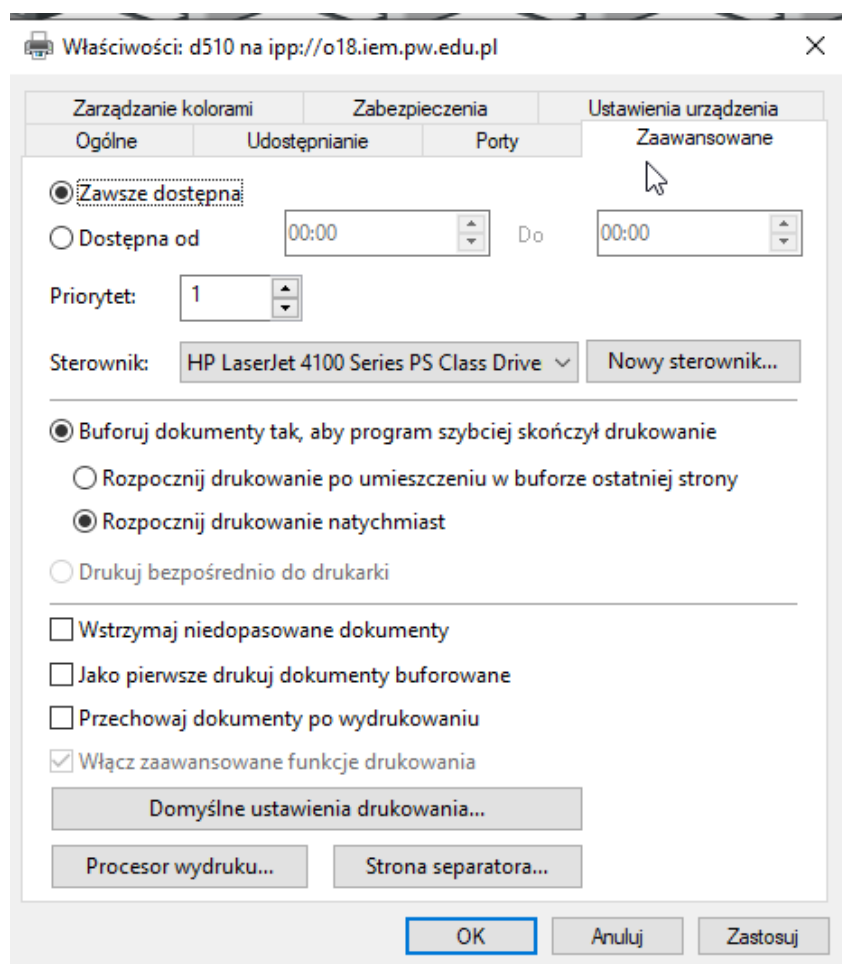 Właściwości: d510 na ipp://o18.iem.pw.edu.pl
Zarządzanie kolorami Zabezpieczenia Ustawienia urządzenia
Ogólne Udostępnianie Porty Zaawansowane
Zawsze dostępna
Dostępna od 00:00 Do 00:00
Priorytet: 1
Sterownik: HP LaserJet 4100 Series PS Class Drive Nowy sterownik...
Buforuj dokumenty tak, aby program szybciej skończył drukowanie
Rozpocznij drukowanie po umieszczeniu w buforze ostatniej strony
Rozpocznij drukowanie natychmiast
Drukuj bezpośrednio do drukarki
Wstrzymaj niedopasowane dokumenty
Jako pierwsze drukuj dokumenty buforowane
Przechowaj dokumenty po wydrukowaniu
Włącz zaawansowane funkcje drukowania
Domyślne ustawienia drukowania...
Procesor wydruku... Strona separatora...
OK Anuluj Zastosuj